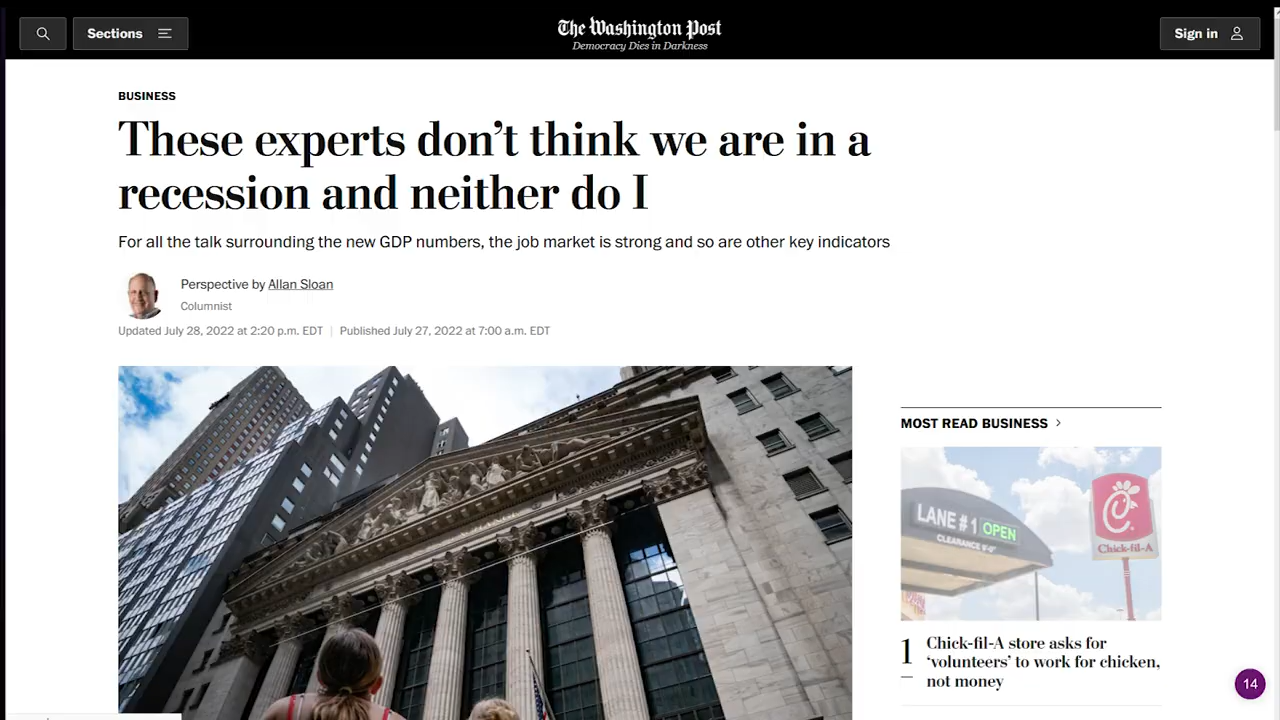 Sections
The Washington Post
Democracy Dies in Darkness
Sign in
BUSINESS
These experts don’t think we are in a
recession and neither do I
For all the talk surrounding the new GDP numbers, the job market is strong and so are other key indicators
Perspective by Allan Sloan
Columnist
Updated July 28, 2022 at 2:20 p.m. EDT | Published July 27, 2022 at 7:00 a.m. EDT
MOST READ BUSINESS
LANE #1 OPEN
CLEARANCE 9'-0"
Chick-fil-A
1
Chick-fil-A store asks for
‘volunteers’ to work for chicken,
not money
14